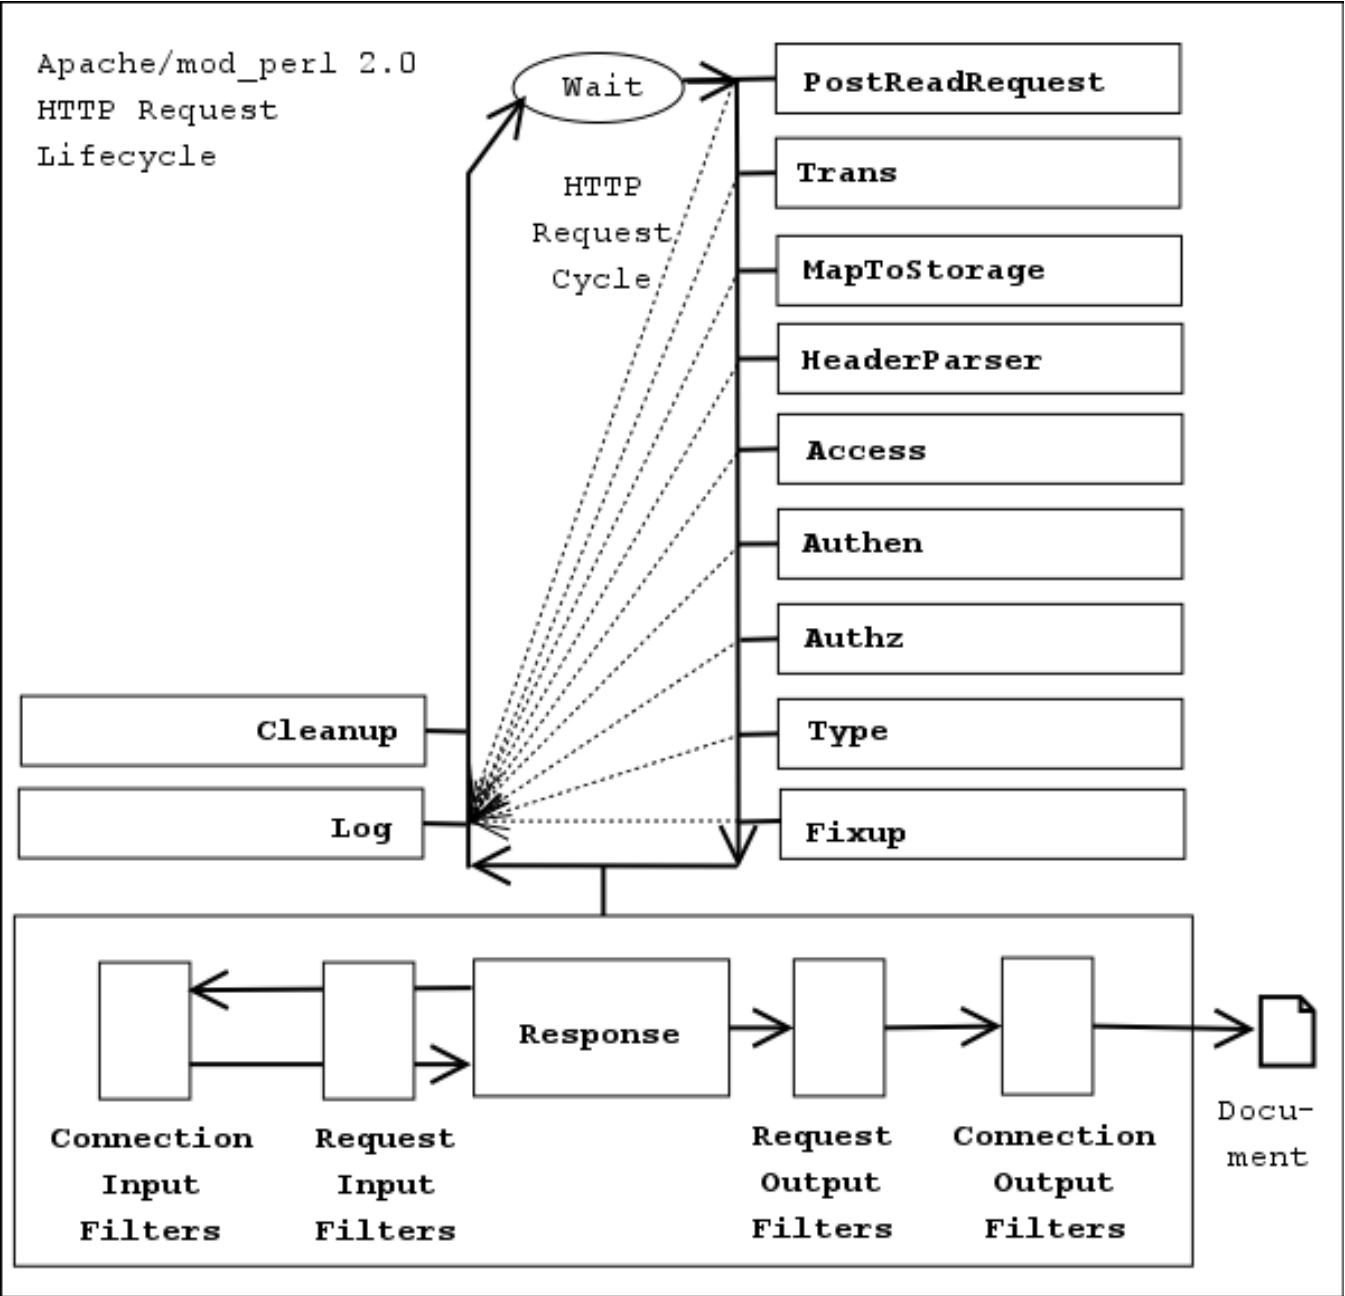 Apache/mod_perl 2.0
HTTP Request
Lifecycle
Wait
HTTP
Request
Cycle
PostReadRequest
Trans
MapToStorage
HeaderParser
Access
Authen
Authz
Type
Fixup
Cleanup
Log
Response
Connection
Input
Filters
Request
Input
Filters
Request
Output
Filters
Connection
Output
Filters
Docu-
ment